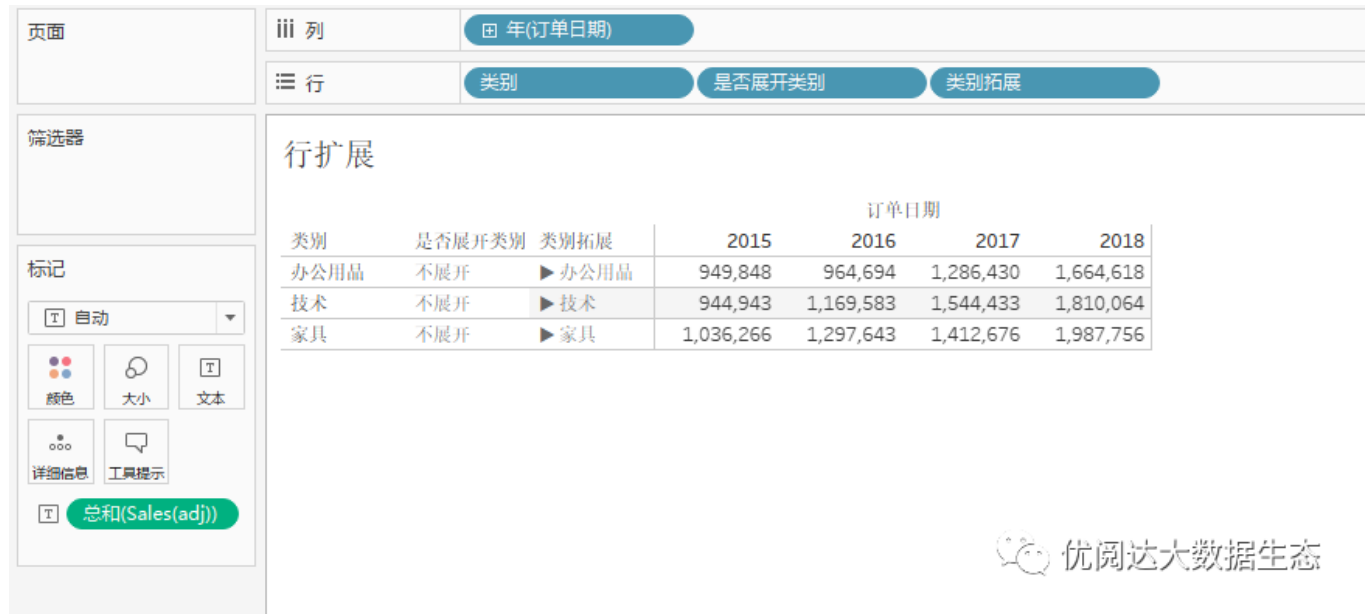 页面
列
年(订单日期)
行
类别
是否展开类别
类别拓展
筛选器
标记
自动
颜色
大小
文本
详细信息
工具提示
总和(Sales(adj))
行扩展
订单日期
类别 是否展开类别 类别拓展 2015 2016 2017 2018
办公用品 不展开 ▶办公用品 949,848 964,694 1,286,430 1,664,618
技术 不展开 ▶技术 944,943 1,169,583 1,544,433 1,810,064
家具 不展开 ▶家具 1,036,266 1,297,643 1,412,676 1,987,756
优阅达大数据生态